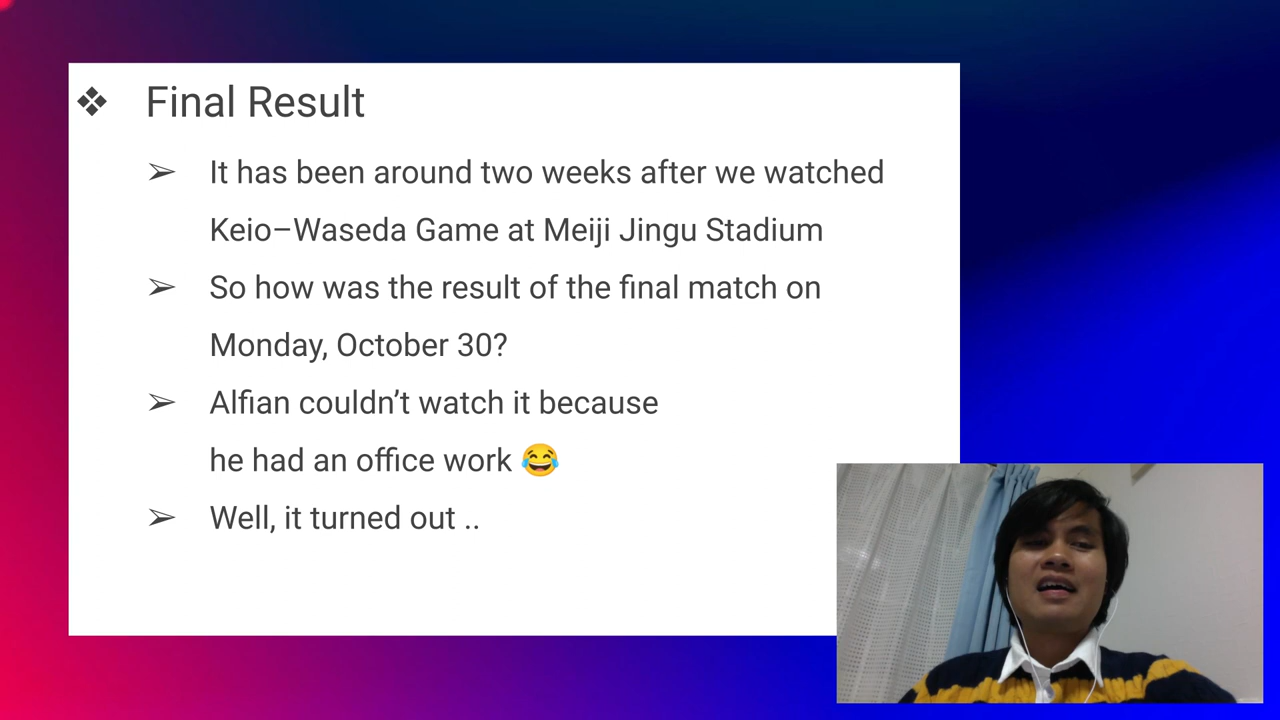 ❖ Final Result
➢ It has been around two weeks after we watched
Keio–Waseda Game at Meiji Jingu Stadium
➢ So how was the result of the final match on
Monday, October 30?
➢ Alfian couldn’t watch it because
he had an office work 😂
➢ Well, it turned out ..